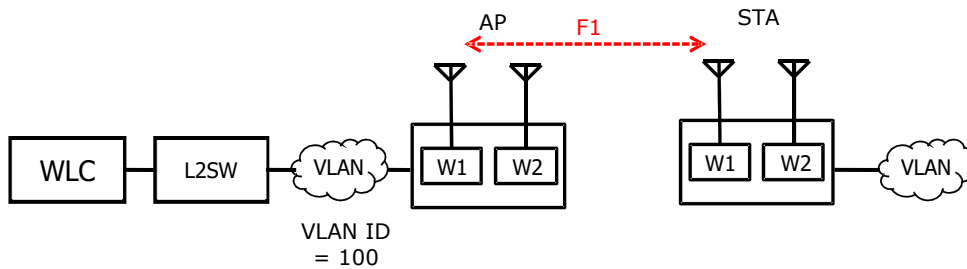 AP
F1
STA
WLC
L2SW
VLAN
W1
W2
W1
W2
VLAN
VLAN ID
= 100